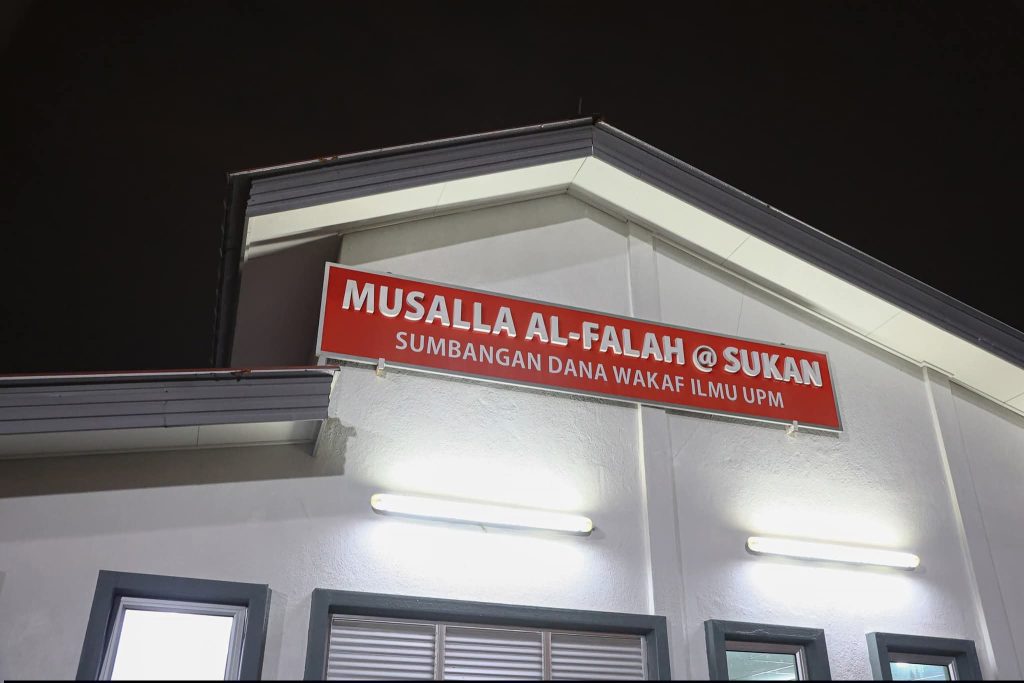 MUSALLA AL-FALAH @ SUKAN
SUMBANGAN DANA WAKAF ILMU UPM